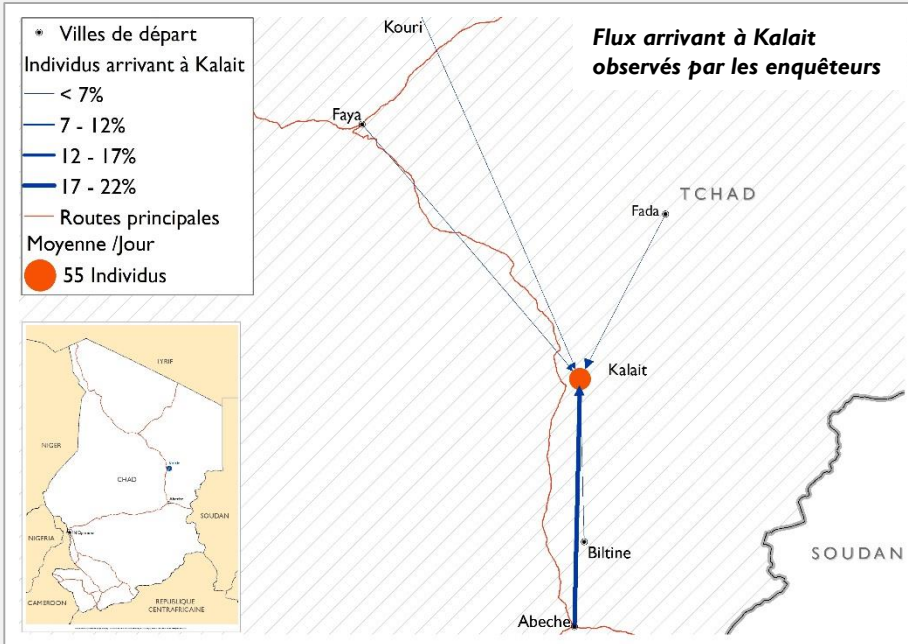 Villes de départ
Individus arrivant à Kalait
< 7%
7 - 12%
12 - 17%
17 - 22%
Routes principales
Moyenne /Jour
55 Individus
Flux arrivant à Kalait
observés par les enquêteurs
Kouri
Faya
TCHAD
Fada
Kalait
Biltine
Abeche
SOUDAN
LYRIE
NIGER
CHAD
SOUDAN
NIGERIA
CAMEROON
REPUBLIQUE
CENTRAFRICAINE